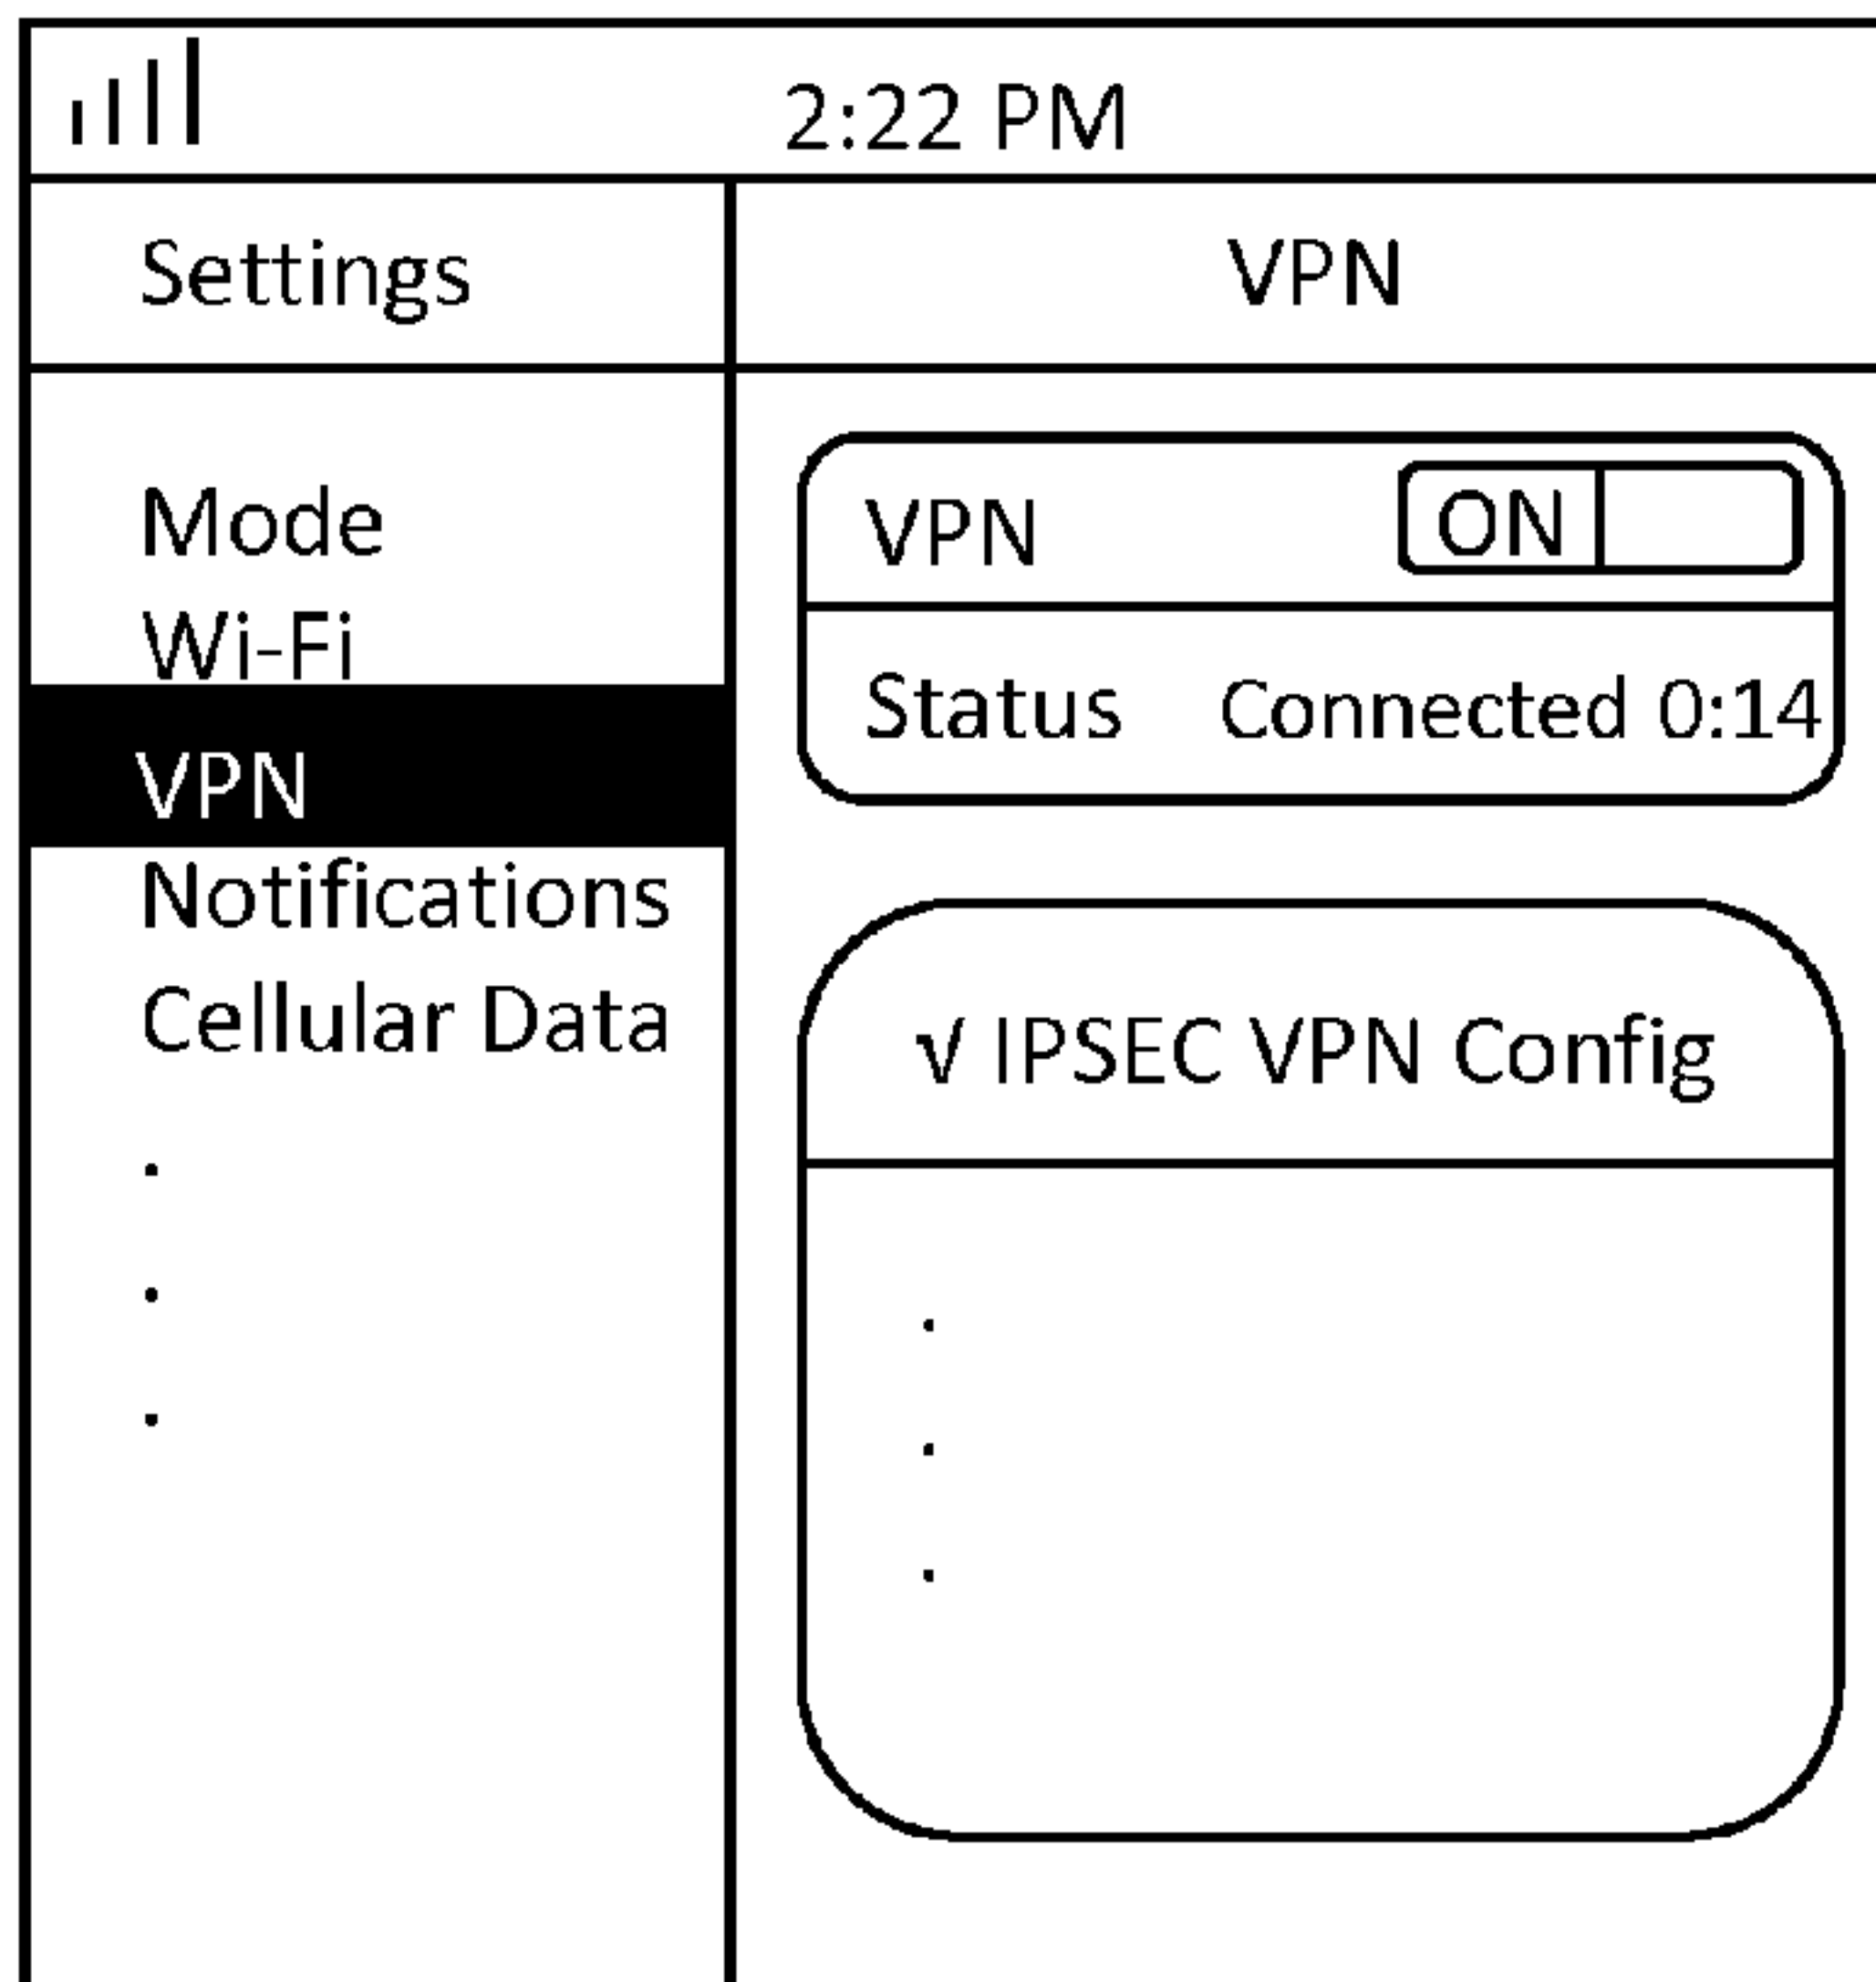 2:22 PM
Settings
VPN
Mode
Wi-Fi
VPN
Notifications
Cellular Data
.
.
.
VPN ON
Status Connected 0:14
√ IPSEC VPN Config
.
.
.